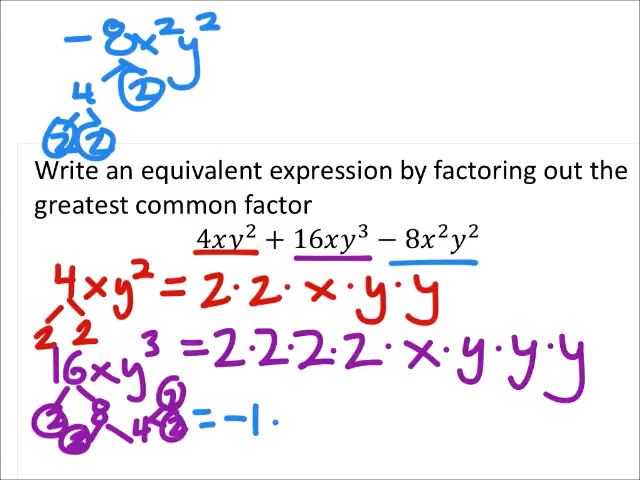 - 8x²y²
4 2
2 2
Write an equivalent expression by factoring out the
greatest common factor
4xy² + 16xy³ − 8x²y²
4xy² = 2·2·x·y·y
2 2
16xy³ = 2·2·2·2·x·y·y·y
2 8 2
2 4 2 = -1·